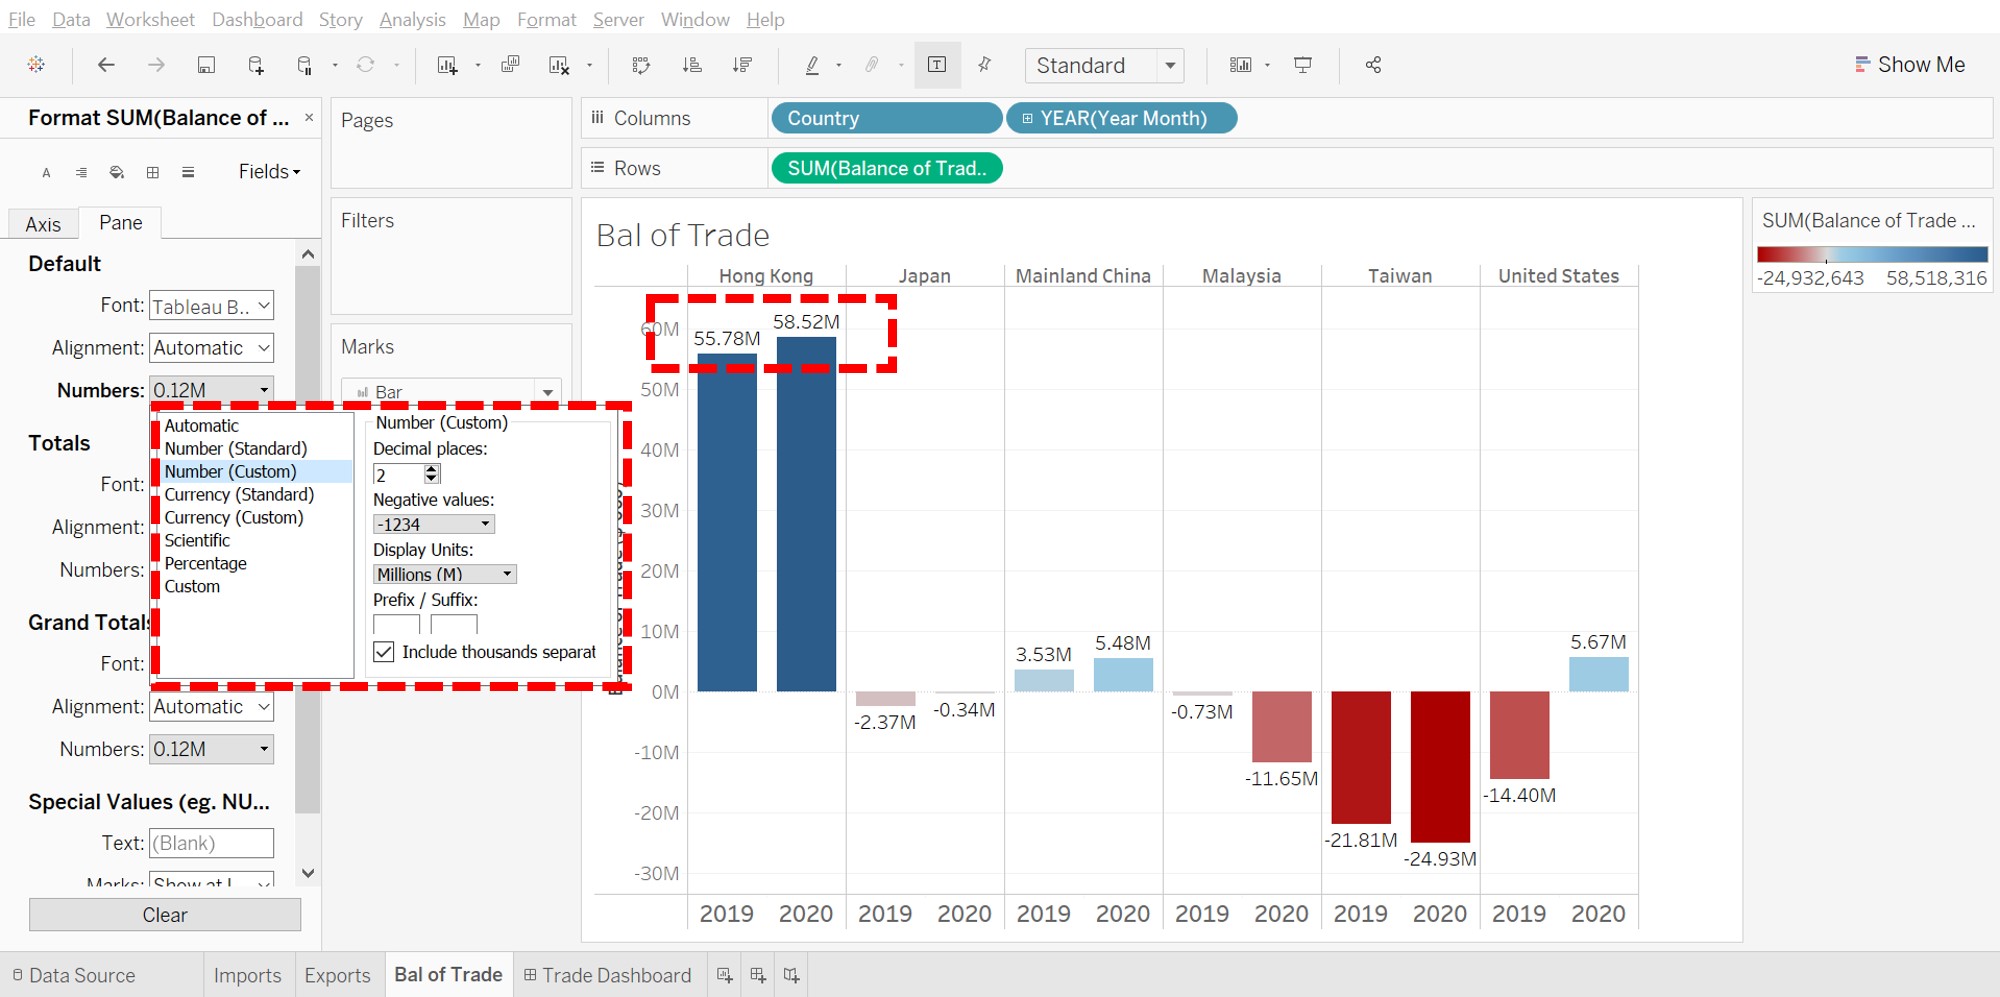 File Data Worksheet Dashboard Story Analysis Map Format Server Window Help
Standard
Show Me
Format SUM(Balance of ... ×
Fields
Axis
Pane
Default
Font: Tableau B..
Alignment: Automatic
Numbers: 0.12M
Totals
Font:
Alignment:
Numbers:
Grand Totals
Font:
Alignment: Automatic
Numbers: 0.12M
Special Values (eg. NU...
Text: (Blank)
Marks: Show at
Clear
Automatic
Number (Standard)
Number (Custom)
Currency (Standard)
Currency (Custom)
Scientific
Percentage
Custom
Number (Custom)
Decimal places:
2
Negative values:
-1234
Display Units:
Millions (M)
Prefix / Suffix:
Include thousands separat
Pages
Filters
Marks
Bar
Columns
Country
YEAR(Year Month)
Rows
SUM(Balance of Trad..
Bal of Trade
Hong Kong Japan Mainland China Malaysia Taiwan United States
60M
50M
40M
30M
20M
10M
0M
-10M
-20M
-30M
55.78M
58.52M
-2.37M
-0.34M
3.53M
5.48M
-0.73M
-11.65M
-21.81M
-24.93M
-14.40M
5.67M
2019 2020 2019 2020 2019 2020 2019 2020 2019 2020 2019 2020
SUM(Balance of Trade ...
-24,932,643 58,518,316
Data Source Imports Exports Bal of Trade Trade Dashboard